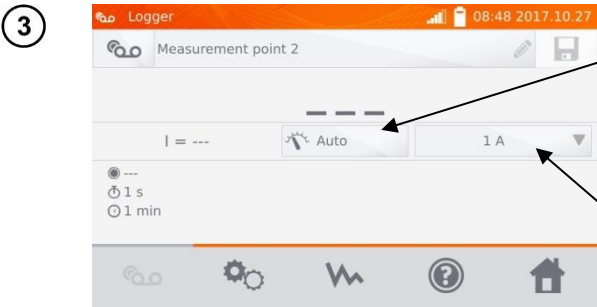 3
Logger 08:48 2017.10.27
Measurement point 2
---
I = --- Auto 1 A
---
1 s
1 min
?